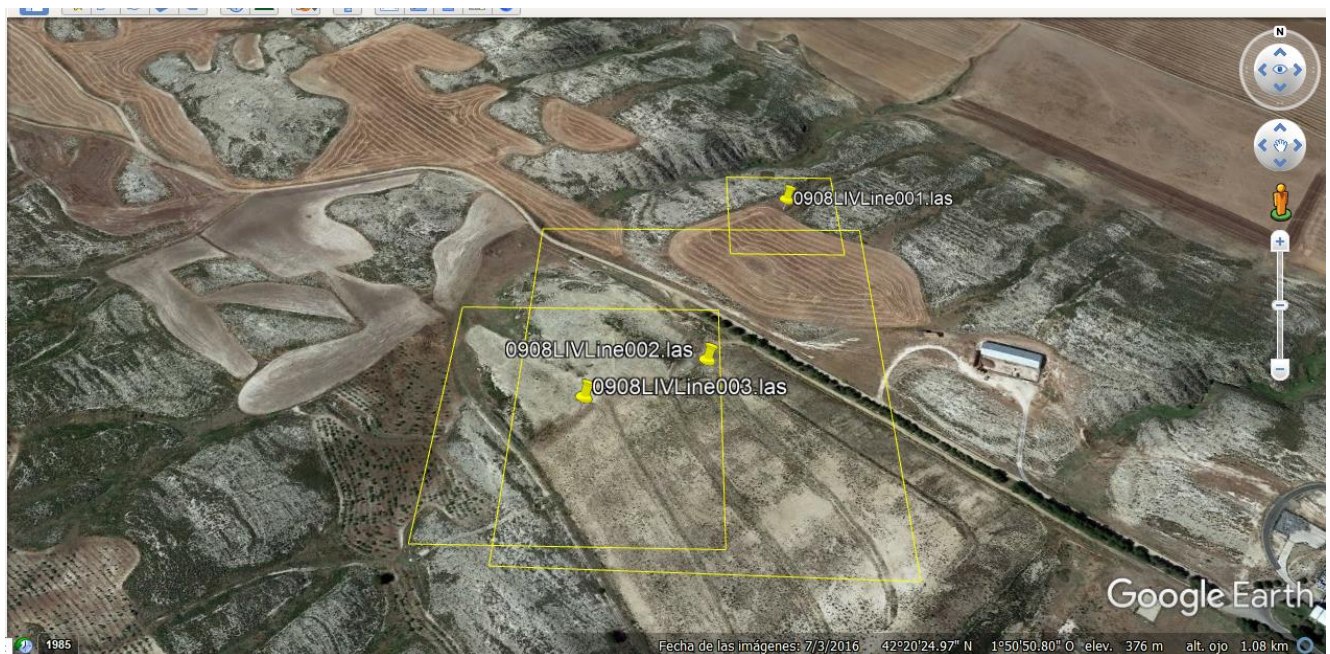 N
0908LIVLine001.las
0908LIVLine002.las
0908LIVLine003.las
Google Earth
1985
Fecha de las imágenes: 7/3/2016 42°20'24.97" N 1°50'50.80" O elev. 376 m alt. ojo 1.08 km